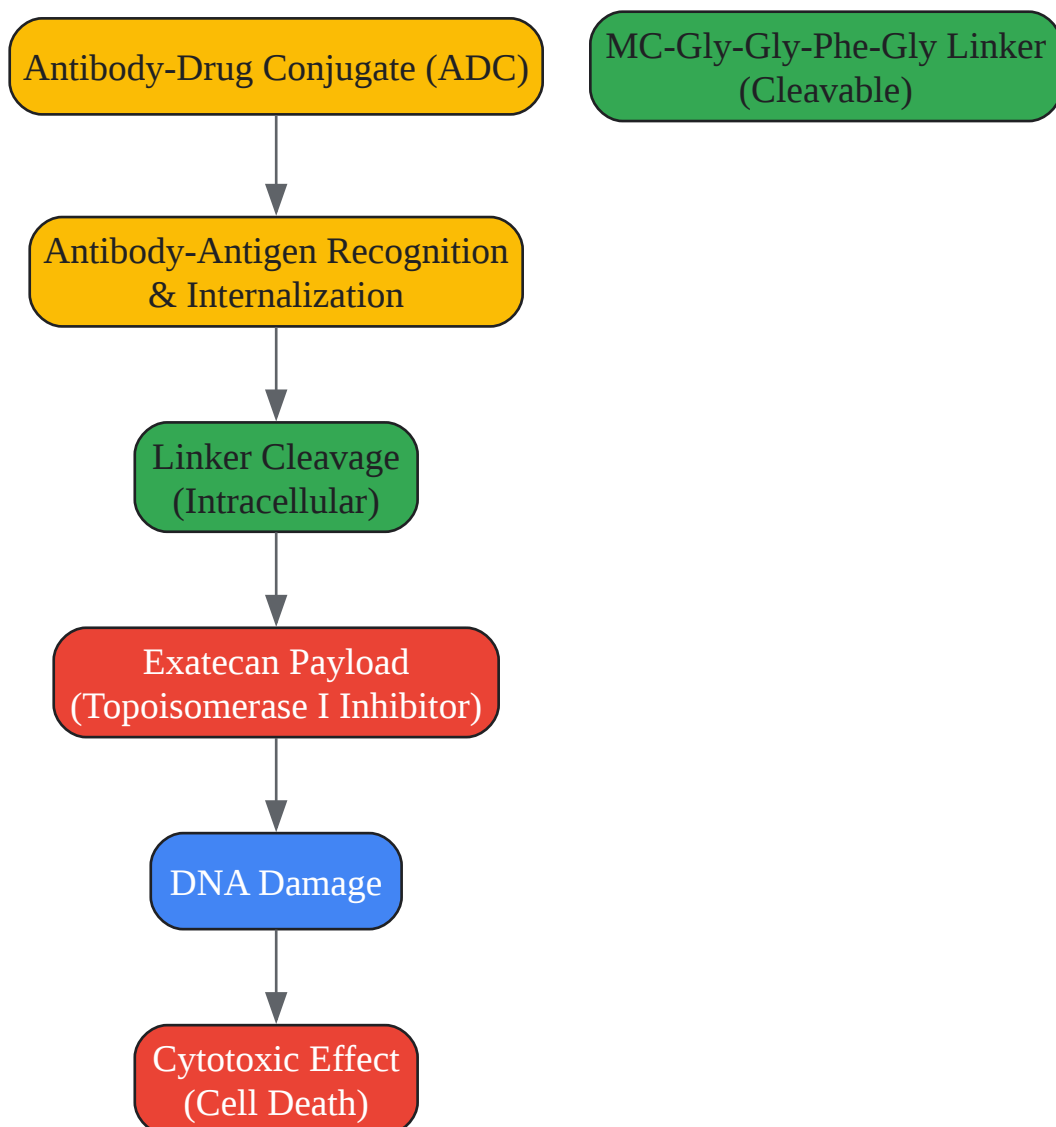 Antibody-Drug Conjugate (ADC)
MC-Gly-Gly-Phe-Gly Linker
(Cleavable)
Antibody-Antigen Recognition
& Internalization
Linker Cleavage
(Intracellular)
Exatecan Payload
(Topoisomerase I Inhibitor)
DNA Damage
Cytotoxic Effect
(Cell Death)